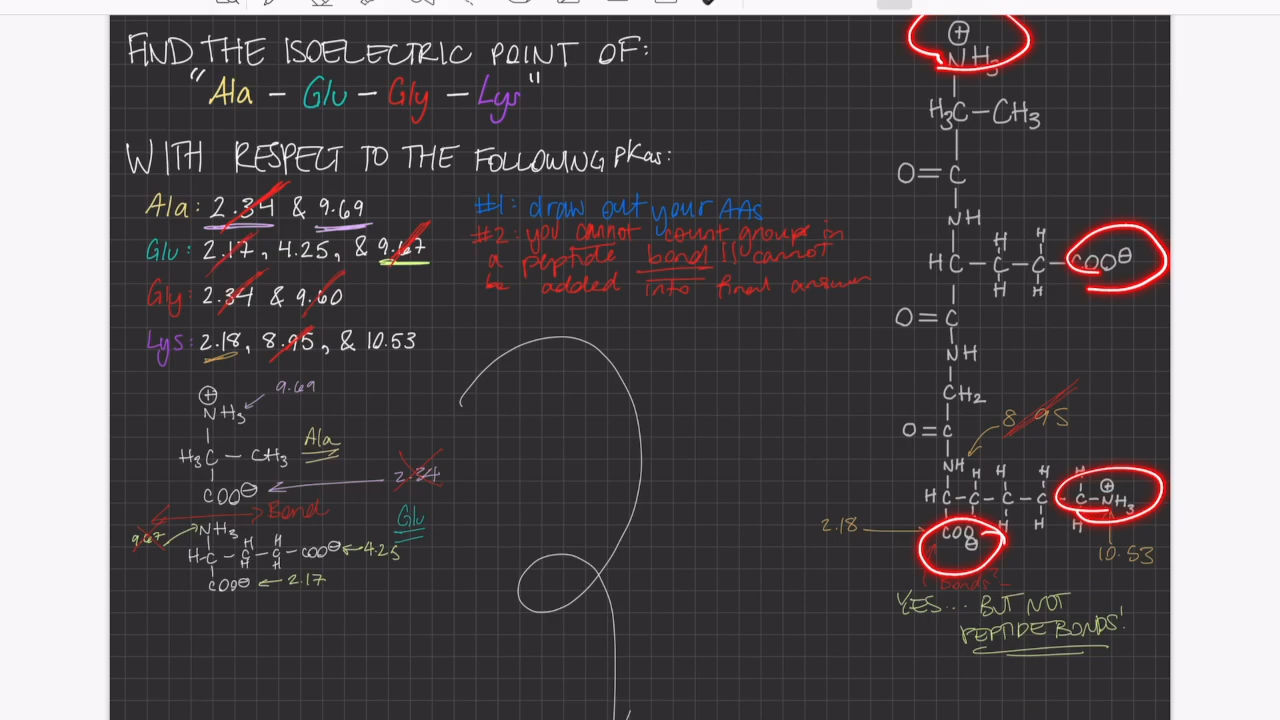 FIND THE ISOELECTRIC POINT OF:
"Ala - Glu - Gly - Lys"
WITH RESPECT TO THE FOLLOWING pKas:
Ala: 2.34 & 9.69
Glu: 2.17, 4.25, & 9.67
Gly: 2.34 & 9.60
Lys: 2.18, 8.95, & 10.53
#1: draw out your AAs
#2: you cannot count groups in
a peptide bond || cannot
be added into final answer
⊕
NH3
9.69
Ala
H3C - CH3
COO⊖
2.34
Bond
Glu
9.67
NH3
H H
H-C-C-C-COO⊖
4.25
H H
COO⊖
2.17
⊕
NH3
H3C-CH3
O=C
NH
H H
H C-C-C-COO⊖
H H
O=C
NH
CH2
O=C
8.95
NH
H H H H ⊕
H C-C-C-C-C-NH3
H H H
2.18
COO⊖
10.53
Bonds?
YES... BUT NOT
PEPTIDE BONDS!